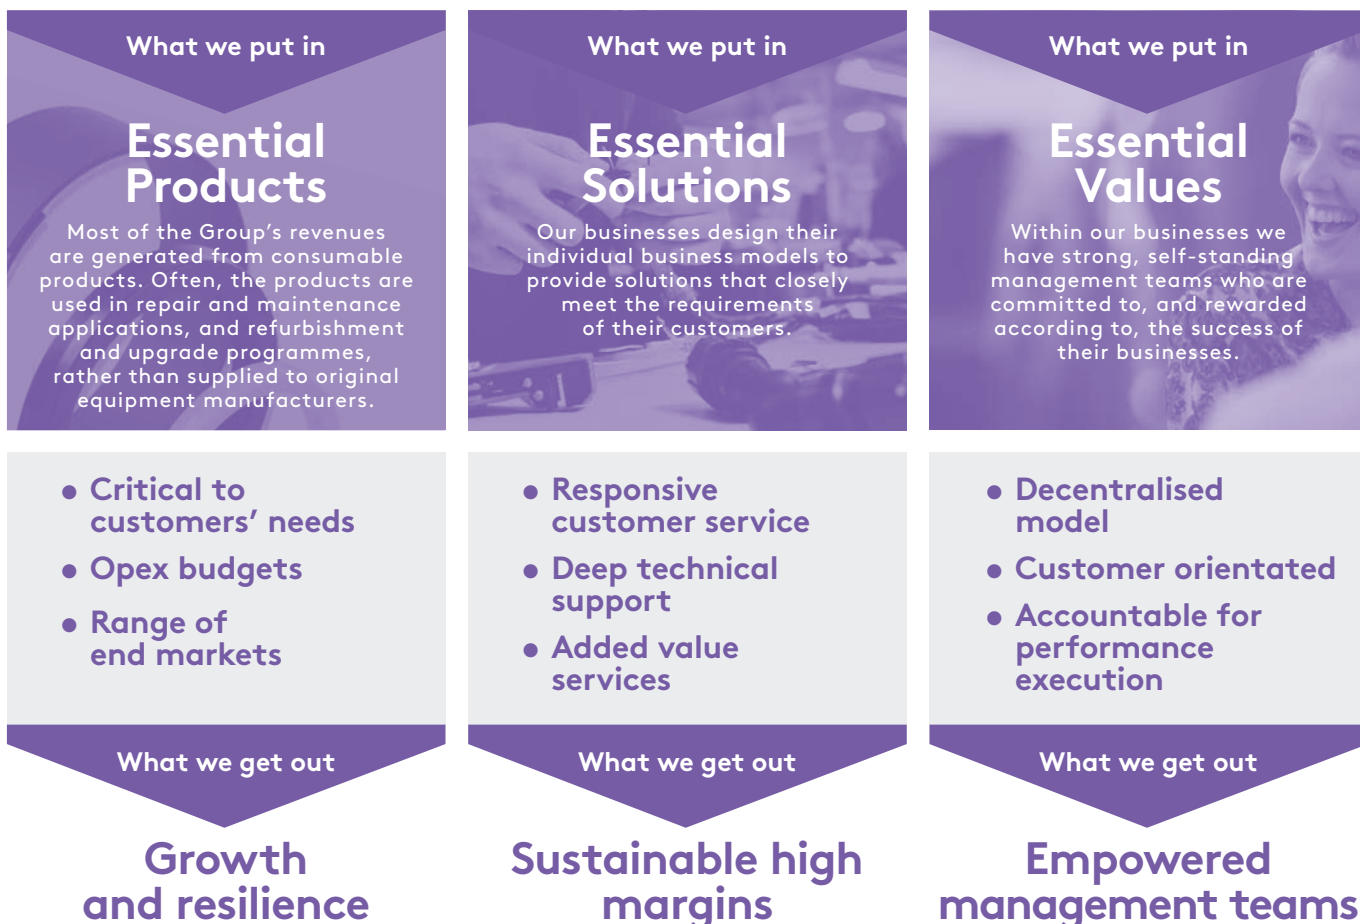 What we put in
Essential
Products
Most of the Group’s revenues
are generated from consumable
products. Often, the products are
used in repair and maintenance
applications, and refurbishment
and upgrade programmes,
rather than supplied to original
equipment manufacturers.
• Critical to
customers’ needs
• Opex budgets
• Range of
end markets
What we get out
Growth
and resilience
What we put in
Essential
Solutions
Our businesses design their
individual business models to
provide solutions that closely
meet the requirements
of their customers.
• Responsive
customer service
• Deep technical
support
• Added value
services
What we get out
Sustainable high
margins
What we put in
Essential
Values
Within our businesses we
have strong, self-standing
management teams who are
committed to, and rewarded
according to, the success of
their businesses.
• Decentralised
model
• Customer orientated
• Accountable for
performance
execution
What we get out
Empowered
management teams